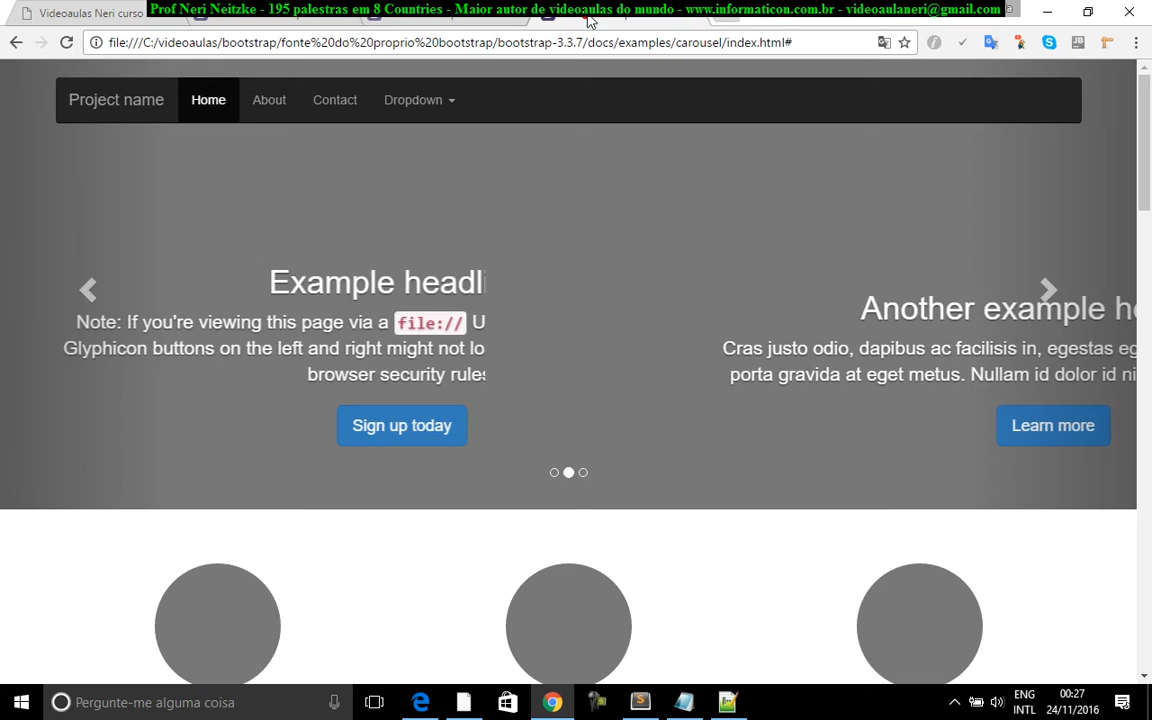 Videoaulas Neri curso
Prof Neri Neitzke - 195 palestras em 8 Countries - Maior autor de videoaulas do mundo - www.informaticon.com.br - videoaulaneri@gmail.com
file:///C:/videoaulas/bootstrap/fonte%20do%20proprio%20bootstrap/bootstrap-3.3.7/docs/examples/carousel/index.html#
Project name Home About Contact Dropdown
Example headli
Note: If you're viewing this page via a file:// U
Glyphicon buttons on the left and right might not lo
browser security rules
Sign up today
Another example he
Cras justo odio, dapibus ac facilisis in, egestas eg
porta gravida at eget metus. Nullam id dolor id ni
Learn more
Pergunte-me alguma coisa
ENG
INTL
00:27
24/11/2016